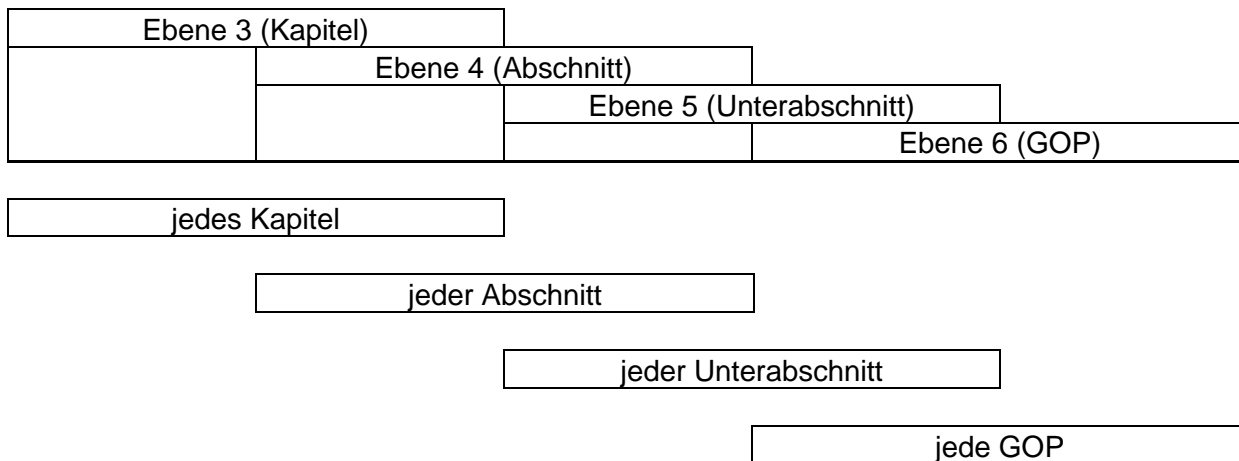 Ebene 3 (Kapitel)
Ebene 4 (Abschnitt)
Ebene 5 (Unterabschnitt)
Ebene 6 (GOP)
jedes Kapitel
jeder Abschnitt
jeder Unterabschnitt
jede GOP